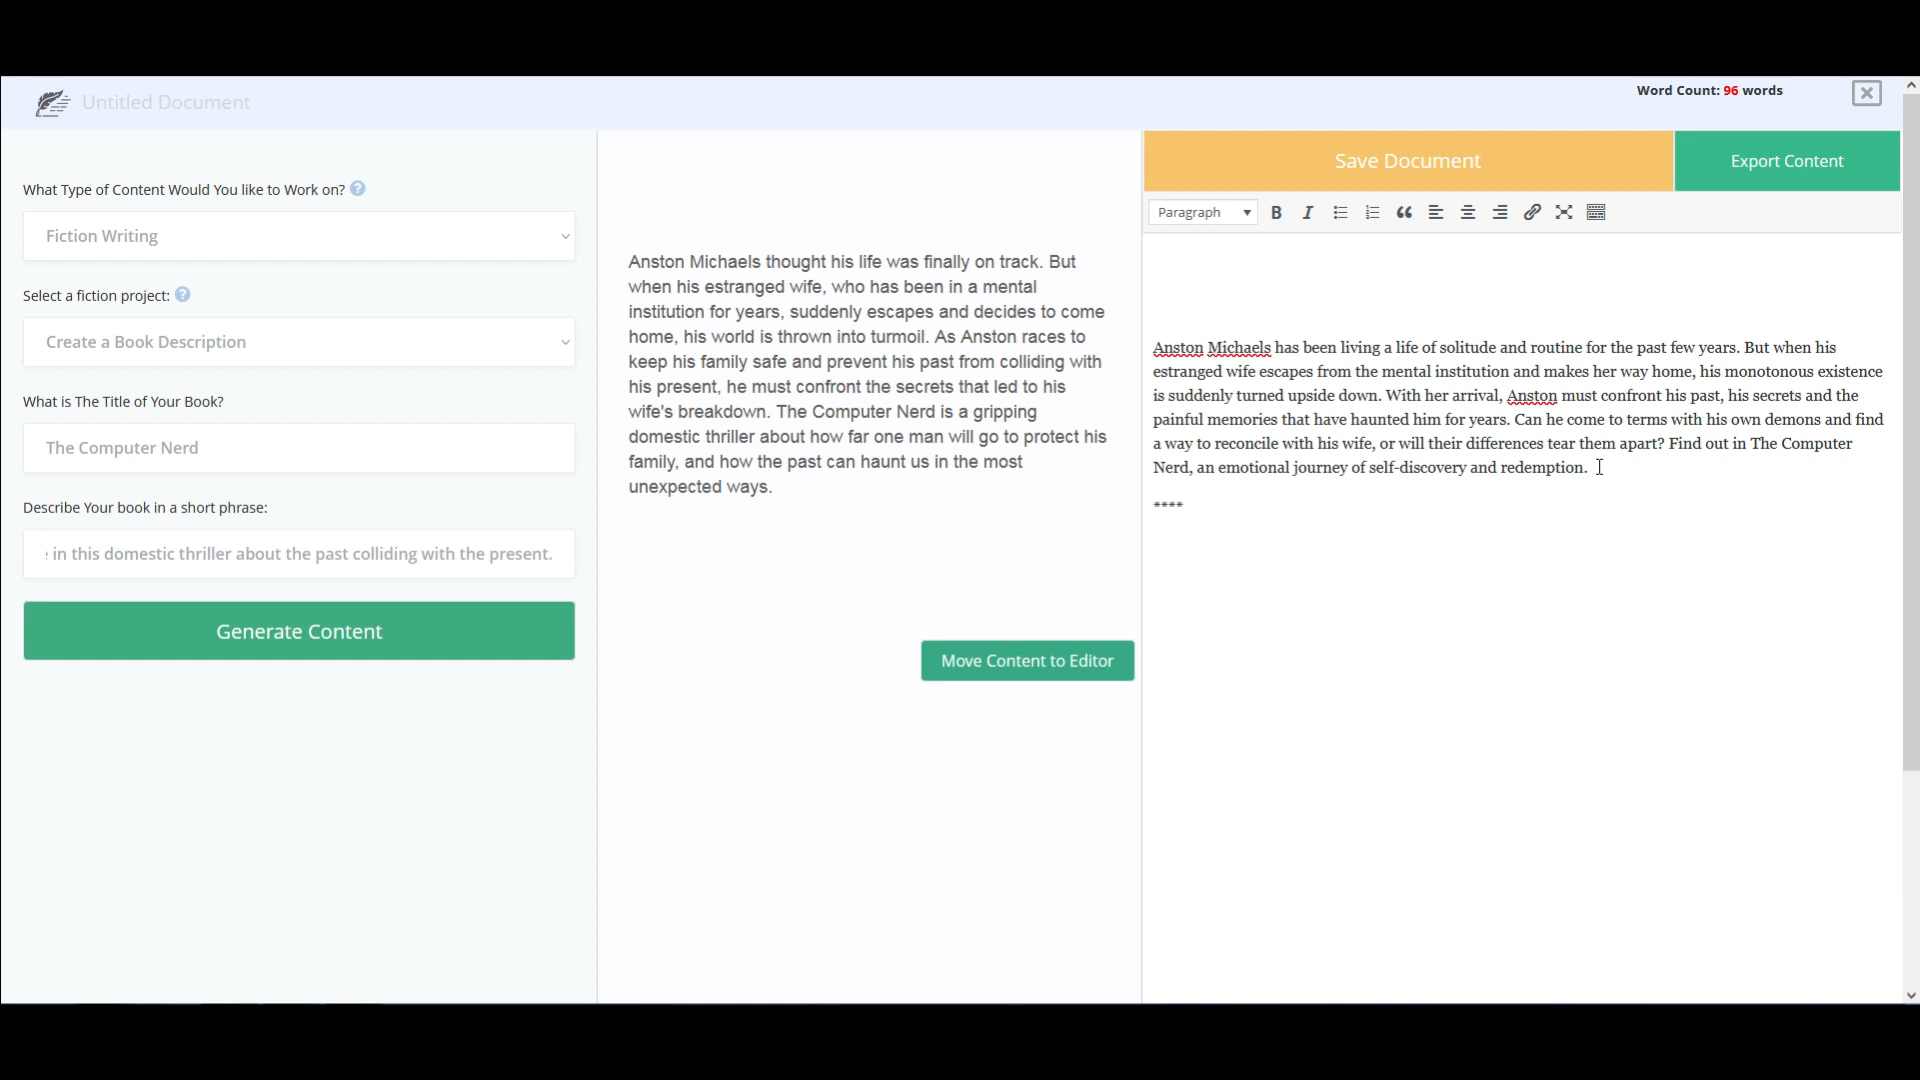 Untitled Document
Word Count: 96 words
What Type of Content Would You like to Work on? ?
Fiction Writing
Select a fiction project: ?
Create a Book Description
What is The Title of Your Book?
The Computer Nerd
Describe Your book in a short phrase:
in this domestic thriller about the past colliding with the present.
Generate Content
Anston Michaels thought his life was finally on track. But
when his estranged wife, who has been in a mental
institution for years, suddenly escapes and decides to come
home, his world is thrown into turmoil. As Anston races to
keep his family safe and prevent his past from colliding with
his present, he must confront the secrets that led to his
wife's breakdown. The Computer Nerd is a gripping
domestic thriller about how far one man will go to protect his
family, and how the past can haunt us in the most
unexpected ways.
Move Content to Editor
Save Document
Export Content
Paragraph
Anston Michaels has been living a life of solitude and routine for the past few years. But when his
estranged wife escapes from the mental institution and makes her way home, his monotonous existence
is suddenly turned upside down. With her arrival, Anston must confront his past, his secrets and the
painful memories that have haunted him for years. Can he come to terms with his own demons and find
a way to reconcile with his wife, or will their differences tear them apart? Find out in The Computer
Nerd, an emotional journey of self-discovery and redemption.
****